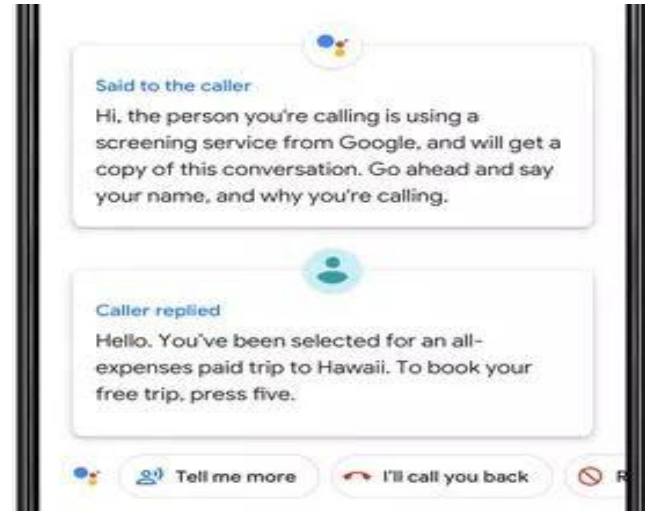 Said to the caller
Hi, the person you're calling is using a
screening service from Google, and will get a
copy of this conversation. Go ahead and say
your name, and why you're calling.
Caller replied
Hello. You've been selected for an all-
expenses paid trip to Hawaii. To book your
free trip, press five.
Tell me more
I'll call you back
R